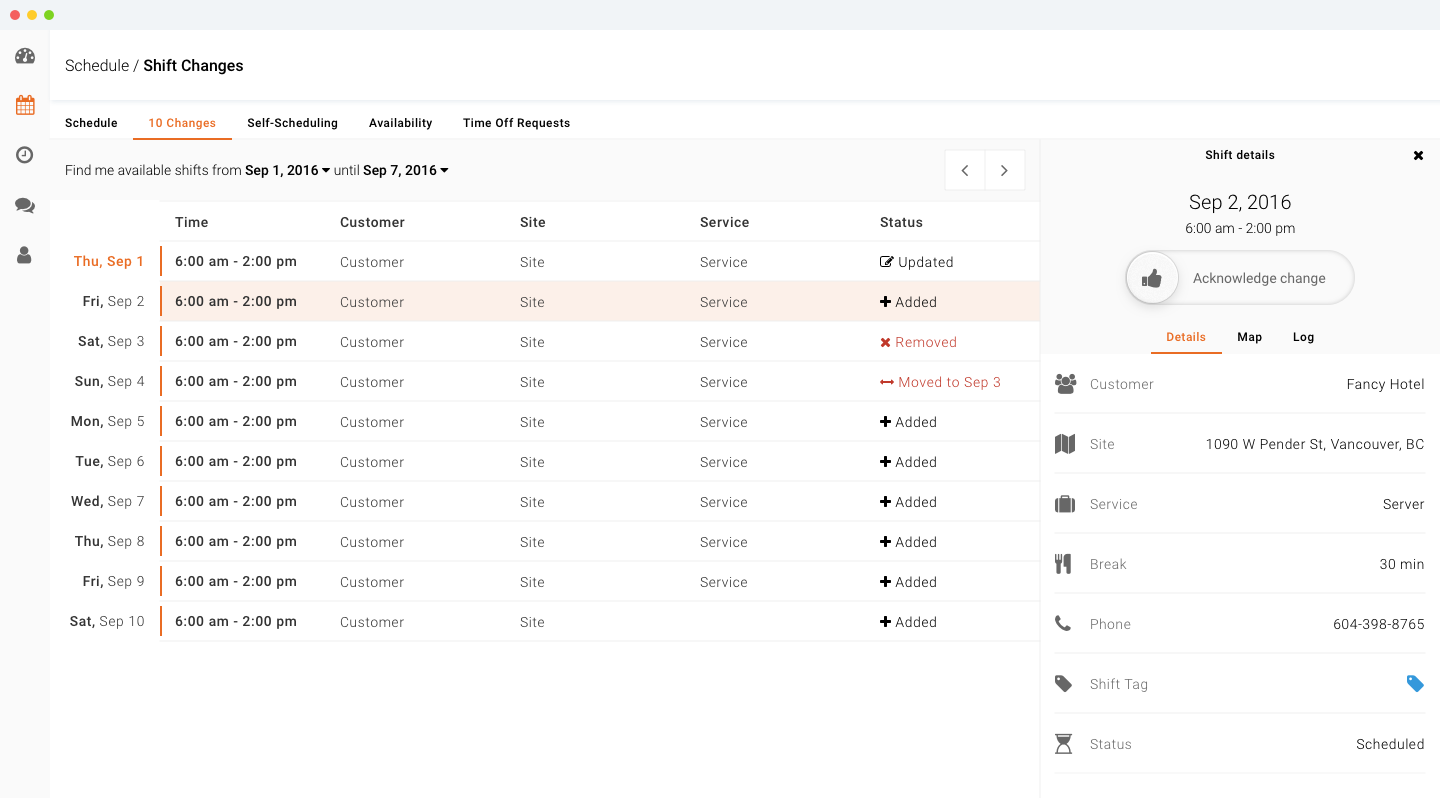 Schedule / Shift Changes
Schedule 10 Changes Self-Scheduling Availability Time Off Requests
Find me available shifts from Sep 1, 2016 until Sep 7, 2016
Time Customer Site Service Status
Thu, Sep 1 6:00 am - 2:00 pm Customer Site Service Updated
Fri, Sep 2 6:00 am - 2:00 pm Customer Site Service Added
Sat, Sep 3 6:00 am - 2:00 pm Customer Site Service Removed
Sun, Sep 4 6:00 am - 2:00 pm Customer Site Service Moved to Sep 3
Mon, Sep 5 6:00 am - 2:00 pm Customer Site Service Added
Tue, Sep 6 6:00 am - 2:00 pm Customer Site Service Added
Wed, Sep 7 6:00 am - 2:00 pm Customer Site Service Added
Thu, Sep 8 6:00 am - 2:00 pm Customer Site Service Added
Fri, Sep 9 6:00 am - 2:00 pm Customer Site Service Added
Sat, Sep 10 6:00 am - 2:00 pm Customer Site Added
Shift details
Sep 2, 2016
6:00 am - 2:00 pm
Acknowledge change
Details Map Log
Customer Fancy Hotel
Site 1090 W Pender St, Vancouver, BC
Service Server
Break 30 min
Phone 604-398-8765
Shift Tag
Status Scheduled